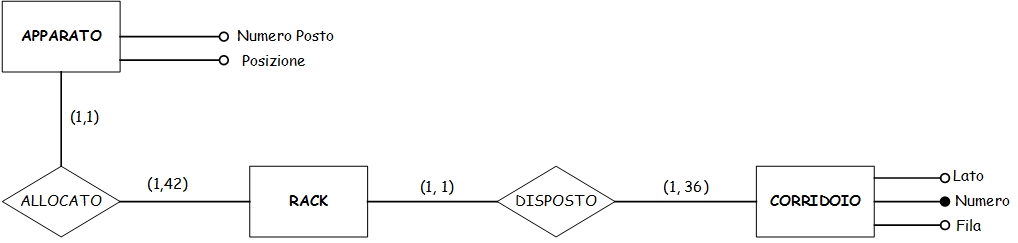 APPARATO
Numero Posto
Posizione
(1,1)
ALLOCATO
(1,42)
RACK
(1, 1)
DISPOSTO
(1, 36)
CORRIDOIO
Lato
Numero
Fila